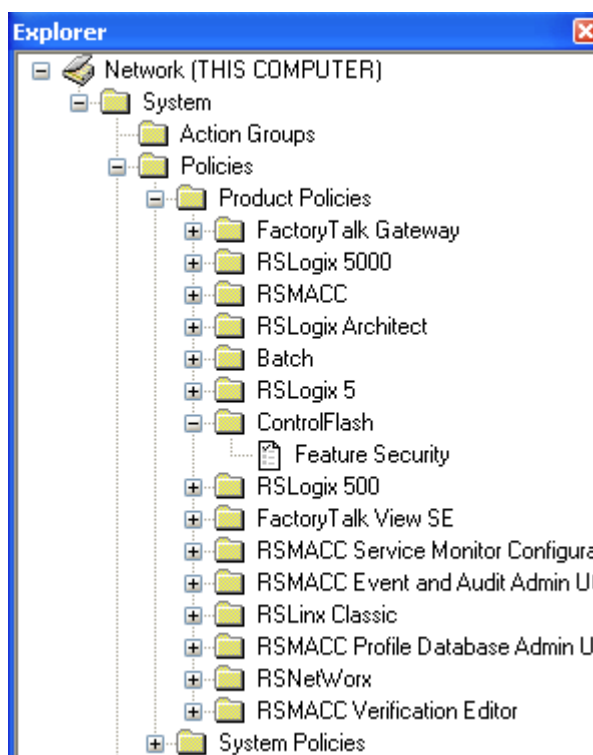 Explorer
Network (THIS COMPUTER)
System
Action Groups
Policies
Product Policies
FactoryTalk Gateway
RSLogix 5000
RSMACC
RSLogix Architect
Batch
RSLogix 5
ControlFlash
Feature Security
RSLogix 500
FactoryTalk View SE
RSMACC Service Monitor Configura
RSMACC Event and Audit Admin U
RSLinx Classic
RSMACC Profile Database Admin U
RSNetWorx
RSMACC Verification Editor
System Policies